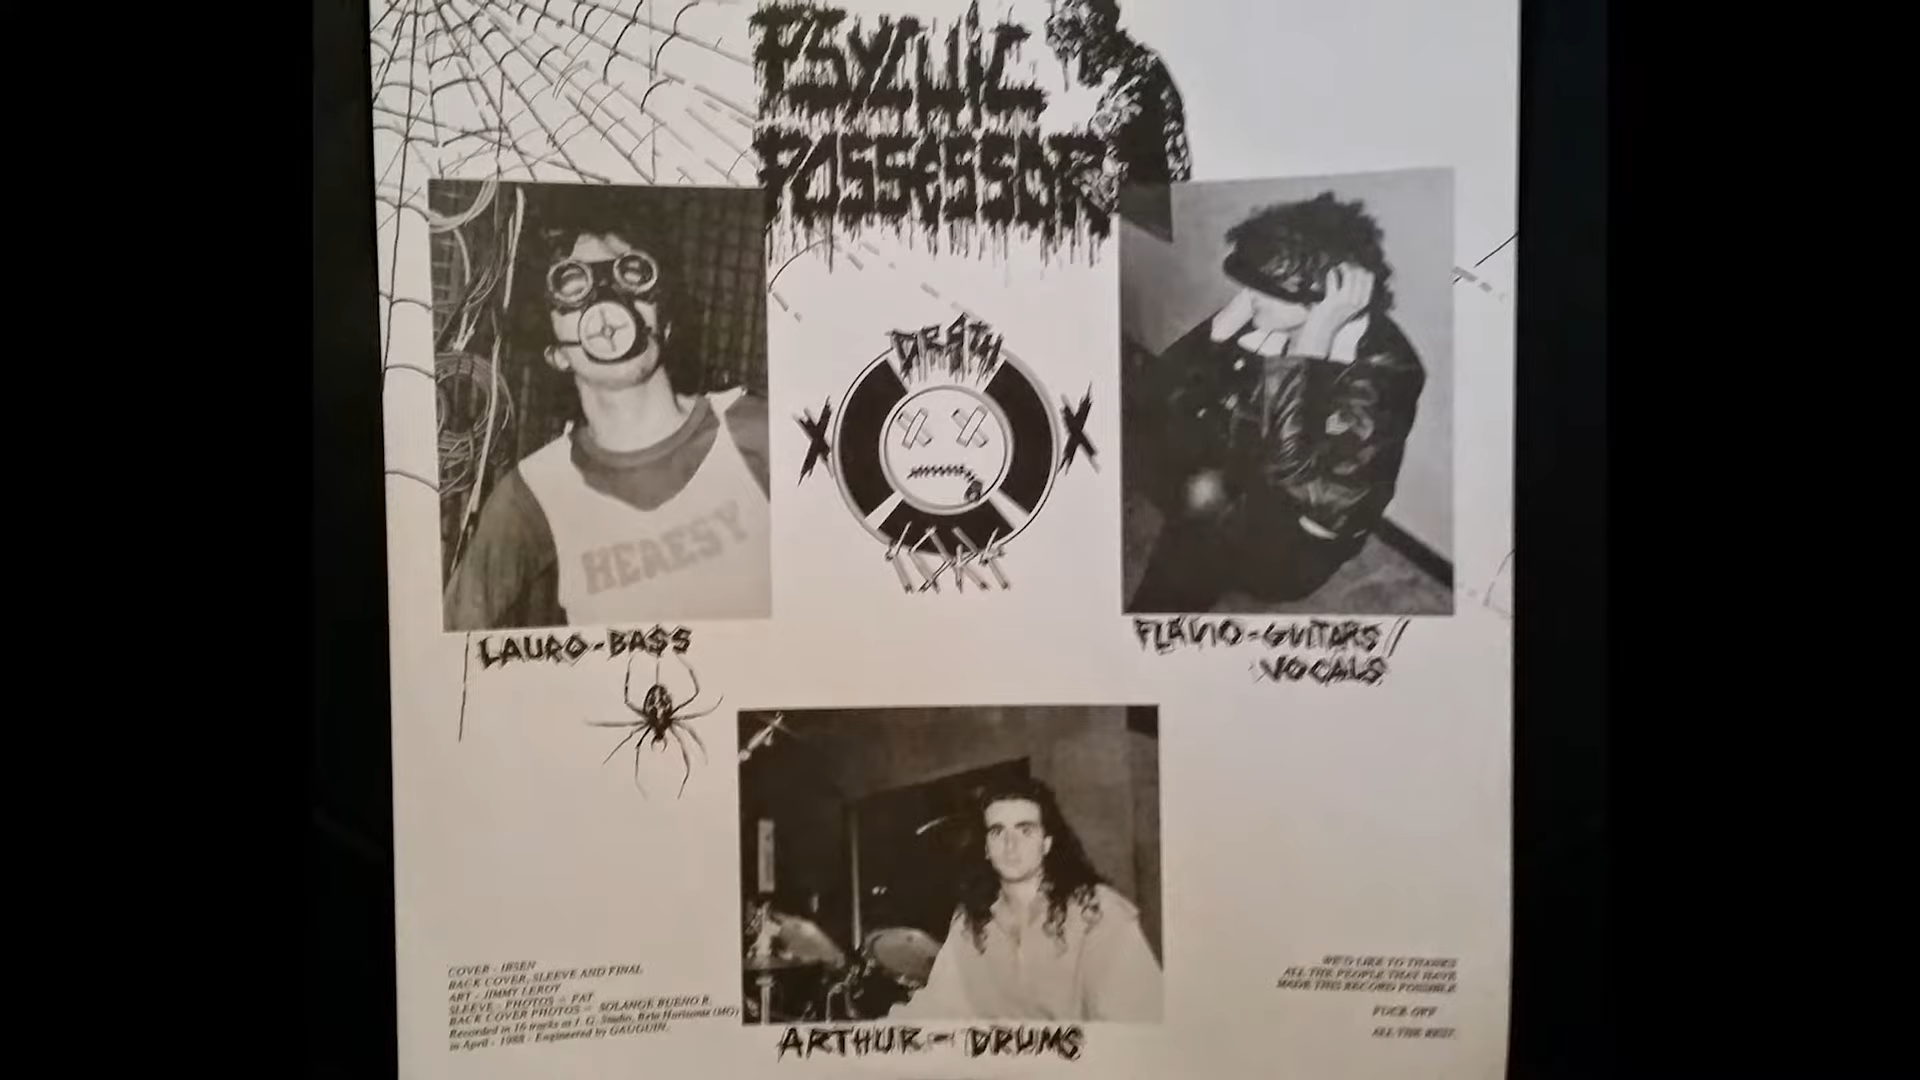 PSYCHIC
POSSESSOR
DEATH
X X
HERESY
LAURO-BASS
FLÁVIO-GUITARS/
VOCALS
ARTHUR - DRUMS
COVER - IBSEN
BACK COVER, SLEEVE AND FINAL
ART - JIMMY LEROY
SLEEVE - PHOTOS - PAT
BACK COVER PHOTOS - SOLANGE BUENO R.
Recorded in 16 tracks at J. G. Studio, Belo Horizonte (MG)
in April - 1988 - Engineered by GAUGUIN.
WE'D LIKE TO THANKS
ALL THE PEOPLE THAT HAVE
MADE THIS RECORD POSSIBLE
FUCK OFF
ALL THE REST.